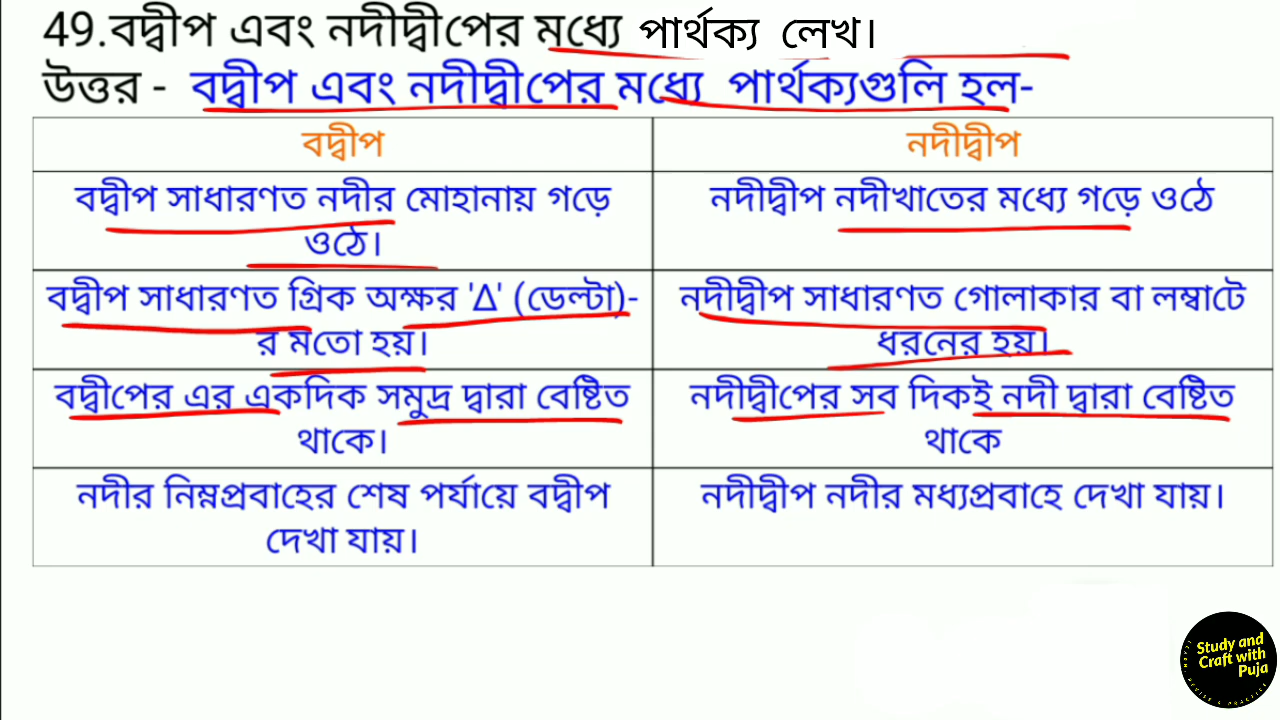 49.বদ্বীপ এবং নদীদ্বীপের মধ্যে পার্থক্য লেখ।
উত্তর - বদ্বীপ এবং নদীদ্বীপের মধ্যে পার্থক্যগুলি হল-
বদ্বীপ
নদীদ্বীপ
বদ্বীপ সাধারণত নদীর মোহানায় গড়ে
ওঠে।
নদীদ্বীপ নদীখাতের মধ্যে গড়ে ওঠে
বদ্বীপ সাধারণত গ্রিক অক্ষর 'Δ' (ডেল্টা)-
র মতো হয়।
নদীদ্বীপ সাধারণত গোলাকার বা লম্বাটে
ধরনের হয়।
বদ্বীপের এর একদিক সমুদ্র দ্বারা বেষ্টিত
থাকে।
নদীদ্বীপের সব দিকই নদী দ্বারা বেষ্টিত
থাকে
নদীর নিম্নপ্রবাহের শেষ পর্যায়ে বদ্বীপ
দেখা যায়।
নদীদ্বীপ নদীর মধ্যপ্রবাহে দেখা যায়।
Study and
Craft with
Puja